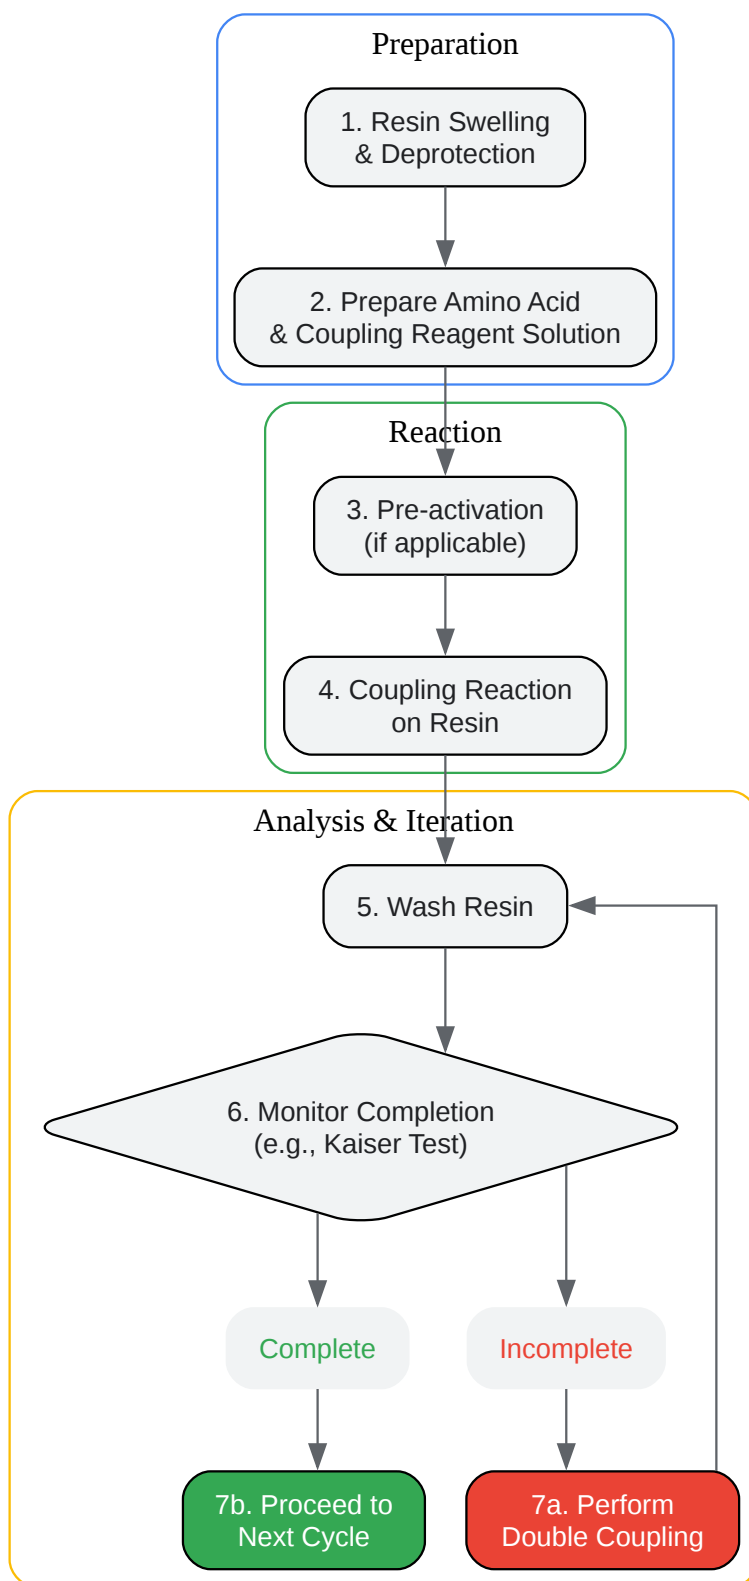 Preparation
1. Resin Swelling
& Deprotection
2. Prepare Amino Acid
& Coupling Reagent Solution
Reaction
3. Pre-activation
(if applicable)
4. Coupling Reaction
on Resin
Analysis & Iteration
5. Wash Resin
6. Monitor Completion
(e.g., Kaiser Test)
Complete
Incomplete
7b. Proceed to
Next Cycle
7a. Perform
Double Coupling